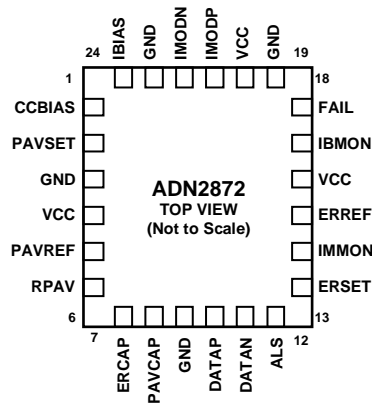 24
IBIAS
GND
IMODN
IMODP
VCC
GND
19
1
18
CCBIAS
PAVSET
GND
VCC
PAVREF
RPAV
ADN2872
TOP VIEW
(Not to Scale)
FAIL
IBMON
VCC
ERREF
IMMON
ERSET
6
13
7
12
ERCAP
PAVCAP
GND
DATAP
DATAN
ALS